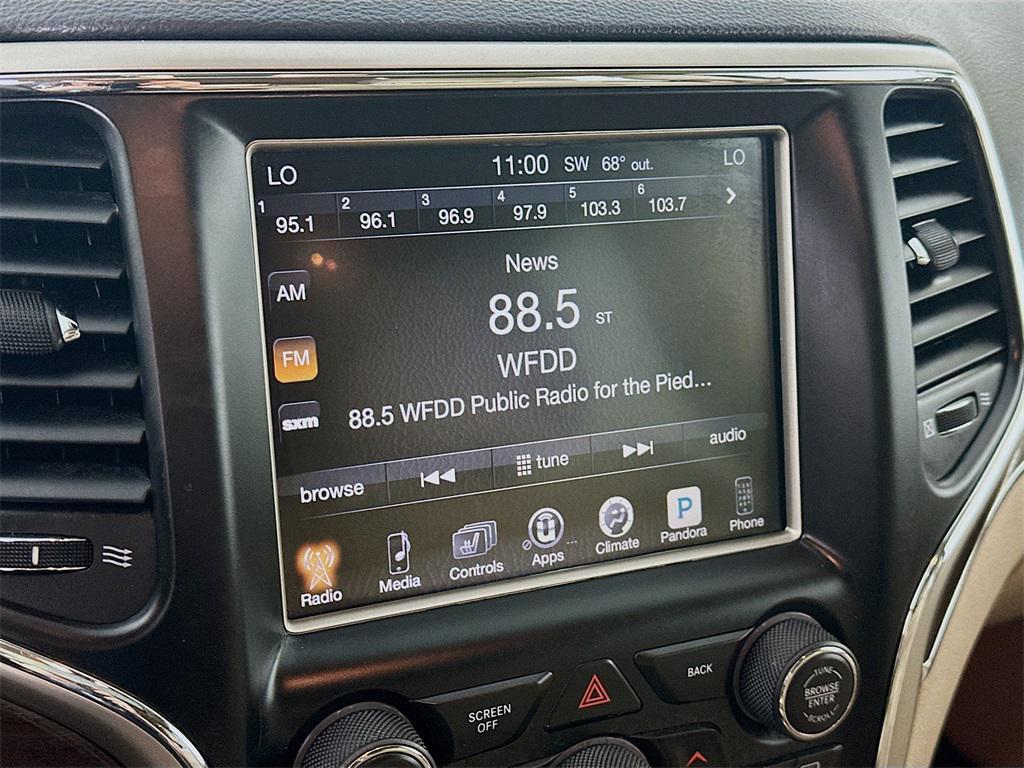 LO 11:00 SW 68° out. LO
1 95.1 2 96.1 3 96.9 4 97.9 5 103.3 6 103.7
News
AM
88.5 ST
FM
WFDD
88.5 WFDD Public Radio for the Pied...
sxm
browse tune audio
Radio Media Controls Apps ... Climate Pandora Phone
SCREEN
OFF
BACK
TUNE
BROWSE
ENTER
SCROLL